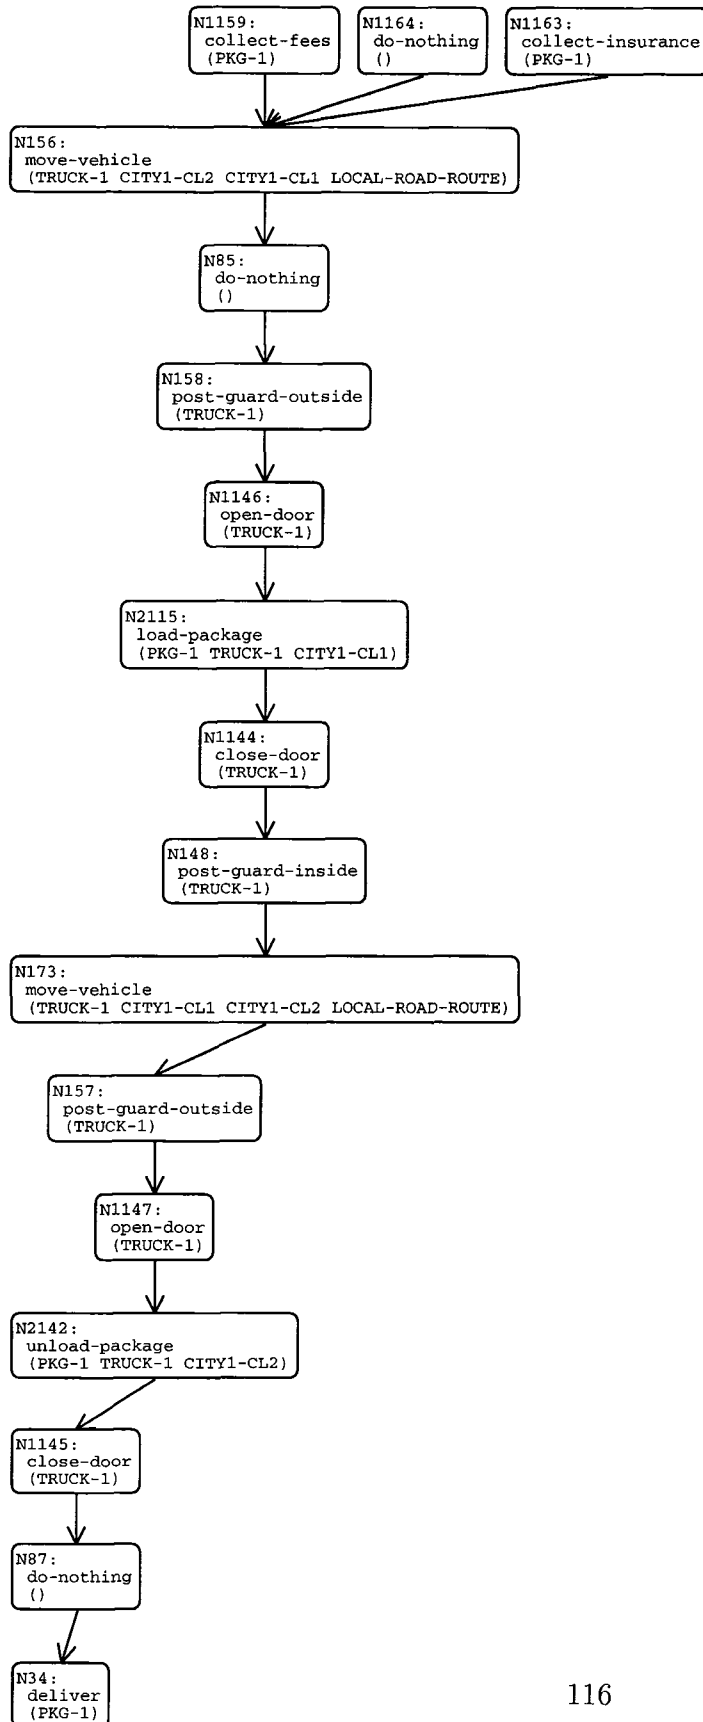 N1159:
collect-fees
(PKG-1)
N1164:
do-nothing
()
N1163:
collect-insurance
(PKG-1)
N156:
move-vehicle
(TRUCK-1 CITY1-CL2 CITY1-CL1 LOCAL-ROAD-ROUTE)
N85:
do-nothing
()
N158:
post-guard-outside
(TRUCK-1)
N1146:
open-door
(TRUCK-1)
N2115:
load-package
(PKG-1 TRUCK-1 CITY1-CL1)
N1144:
close-door
(TRUCK-1)
N148:
post-guard-inside
(TRUCK-1)
N173:
move-vehicle
(TRUCK-1 CITY1-CL1 CITY1-CL2 LOCAL-ROAD-ROUTE)
N157:
post-guard-outside
(TRUCK-1)
N1147:
open-door
(TRUCK-1)
N2142:
unload-package
(PKG-1 TRUCK-1 CITY1-CL2)
N1145:
close-door
(TRUCK-1)
N87:
do-nothing
()
N34:
deliver
(PKG-1)
116